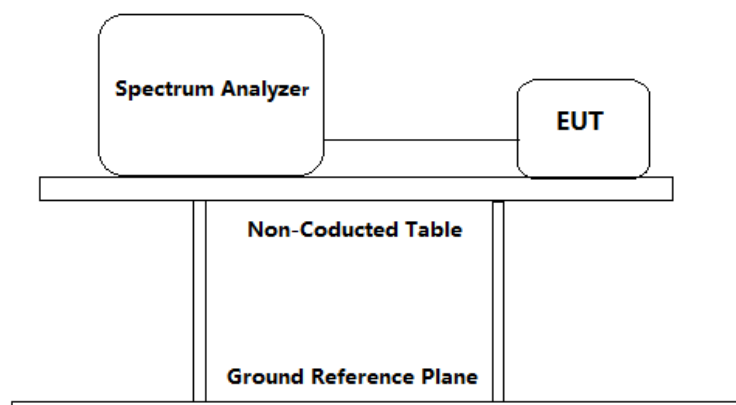 Spectrum Analyzer
EUT
Non-Coducted Table
Ground Reference Plane